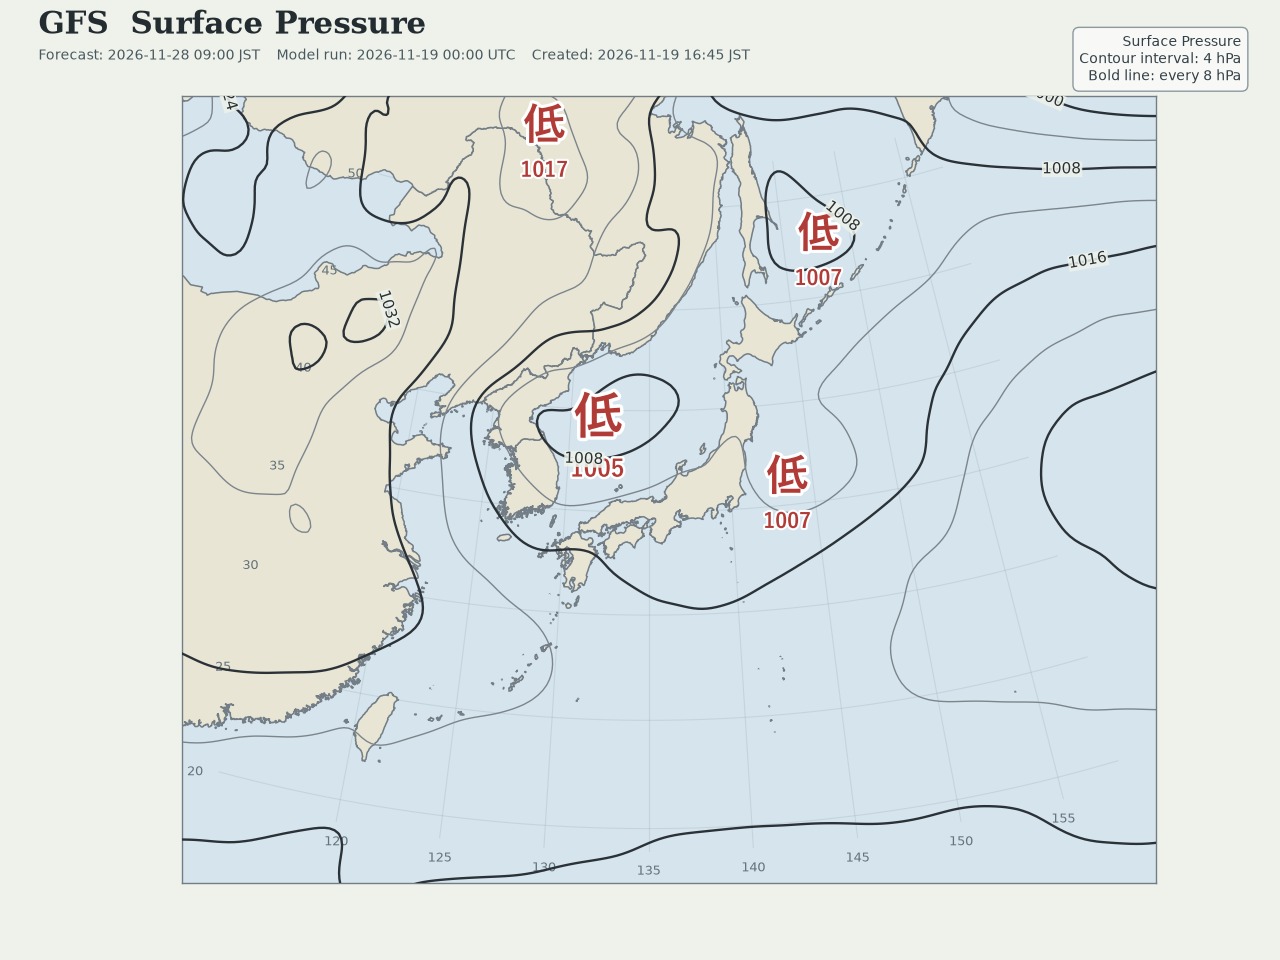 GFS  Surface Pressure
Forecast: 2026-11-28 09:00 JST    Model run: 2026-11-19 00:00 UTC    Created: 2026-11-19 16:45 JST
Surface Pressure
Contour interval: 4 hPa
Bold line: every 8 hPa
低
1017
50
1008
1008
低
1007
1016
45
1032
40
低
1008
1005
低
1007
35
30
25
20
120
125
130
135
140
145
150
155